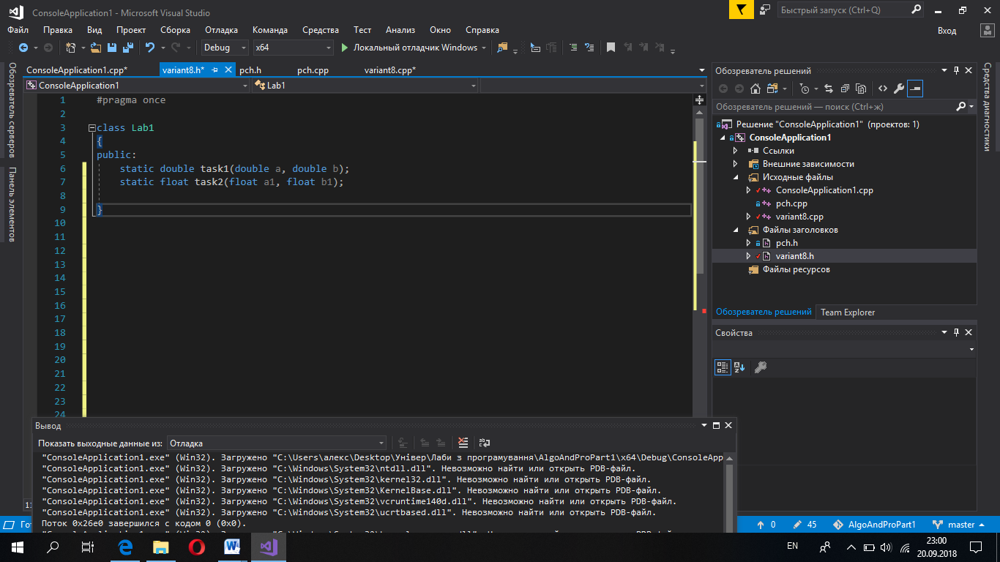 ConsoleApplication1 - Microsoft Visual Studio
Быстрый запуск (Ctrl+Q)
Файл Правка Вид Проект Сборка Отладка Команда Средства Тест Анализ Окно Справка
Вход
Debug x64 Локальный отладчик Windows
Обозреватель серверов
Панель элементов
ConsoleApplication1.cpp* variant8.h* pch.h pch.cpp variant8.cpp*
ConsoleApplication1 Lab1
1 #pragma once
2
3 class Lab1
4 {
5 public:
6 static double task1(double a, double b);
7 static float task2(float a1, float b1);
8
9 }
10
11
12
13
14
15
16
17
18
19
20
21
22
23
24
Обозреватель решений
Обозреватель решений — поиск (Ctrl+ж)
Решение "ConsoleApplication1" (проектов: 1)
ConsoleApplication1
Ссылки
Внешние зависимости
Исходные файлы
ConsoleApplication1.cpp
pch.cpp
variant8.cpp
Файлы заголовков
pch.h
variant8.h
Файлы ресурсов
Обозреватель решений Team Explorer
Свойства
Средства диагностики
Вывод
Показать выходные данные из: Отладка
"ConsoleApplication1.exe" (Win32). Загружено "C:\Users\алекс\Desktop\Універ\Лаби з програмування\AlgoAndProPart1\x64\Debug\ConsoleApp
"ConsoleApplication1.exe" (Win32). Загружено "C:\Windows\System32\ntdll.dll". Невозможно найти или открыть PDB-файл.
"ConsoleApplication1.exe" (Win32). Загружено "C:\Windows\System32\kernel32.dll". Невозможно найти или открыть PDB-файл.
"ConsoleApplication1.exe" (Win32). Загружено "C:\Windows\System32\KernelBase.dll". Невозможно найти или открыть PDB-файл.
"ConsoleApplication1.exe" (Win32). Загружено "C:\Windows\System32\vcruntime140d.dll". Невозможно найти или открыть PDB-файл.
"ConsoleApplication1.exe" (Win32). Загружено "C:\Windows\System32\ucrtbased.dll". Невозможно найти или открыть PDB-файл.
Поток 0x26e0 завершился с кодом 0 (0x0).
0 45 AlgoAndProPart1 master
EN
23:00
20.09.2018